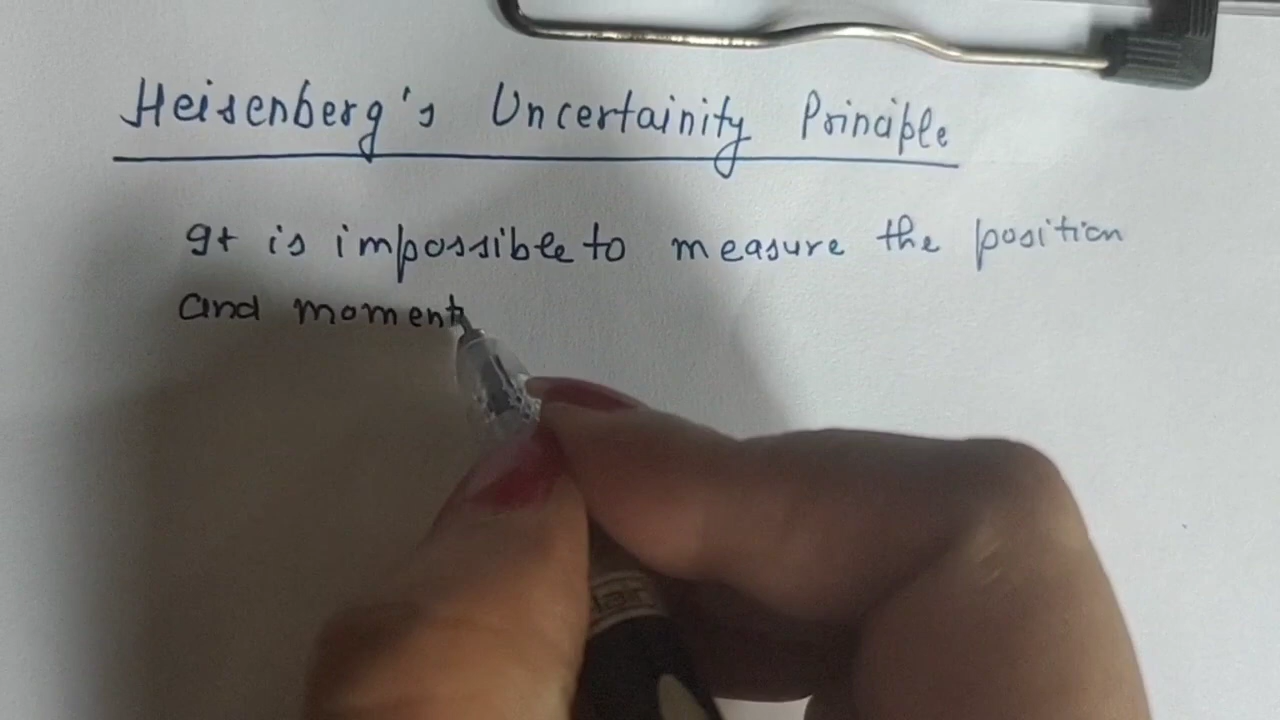 Heisenberg's Uncertainity Principle
It is impossible to measure the position
and moment